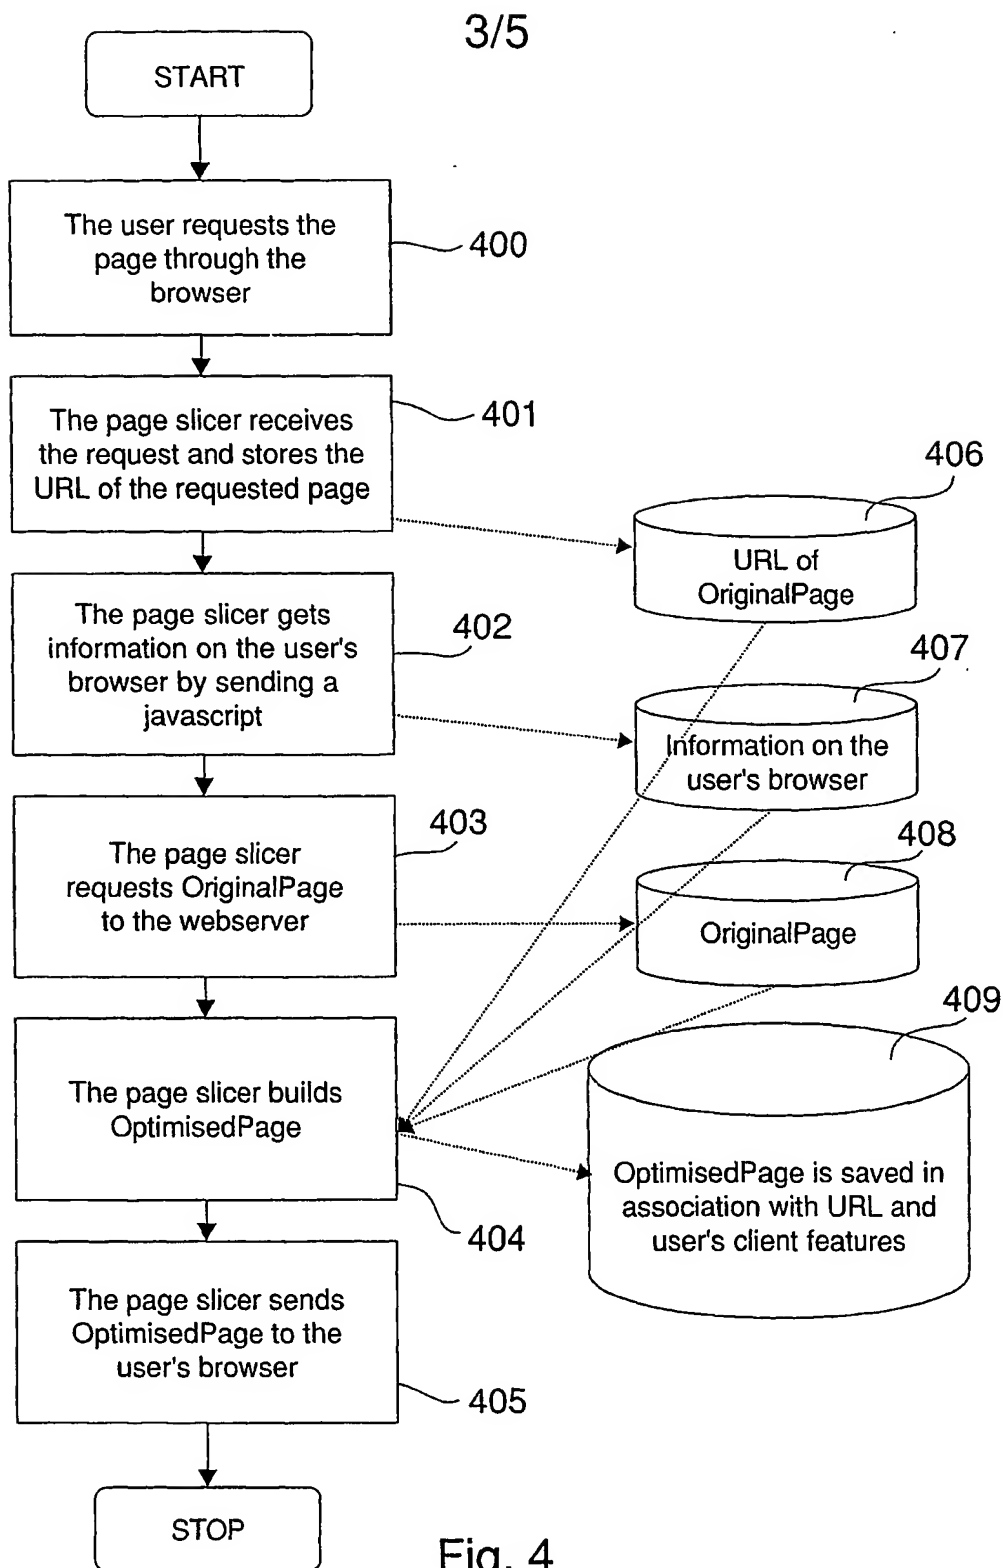 3/5
START
The user requests the
page through the
browser
400
The page slicer receives
the request and stores the
URL of the requested page
401
406
URL of
OriginalPage
The page slicer gets
information on the user's
browser by sending a
javascript
402
407
Information on the
user's browser
The page slicer
requests OriginalPage
to the webserver
403
408
OriginalPage
409
The page slicer builds
OptimisedPage
404
OptimisedPage is saved in
association with URL and
user's client features
The page slicer sends
OptimisedPage to the
user's browser
405
STOP
Fig. 4